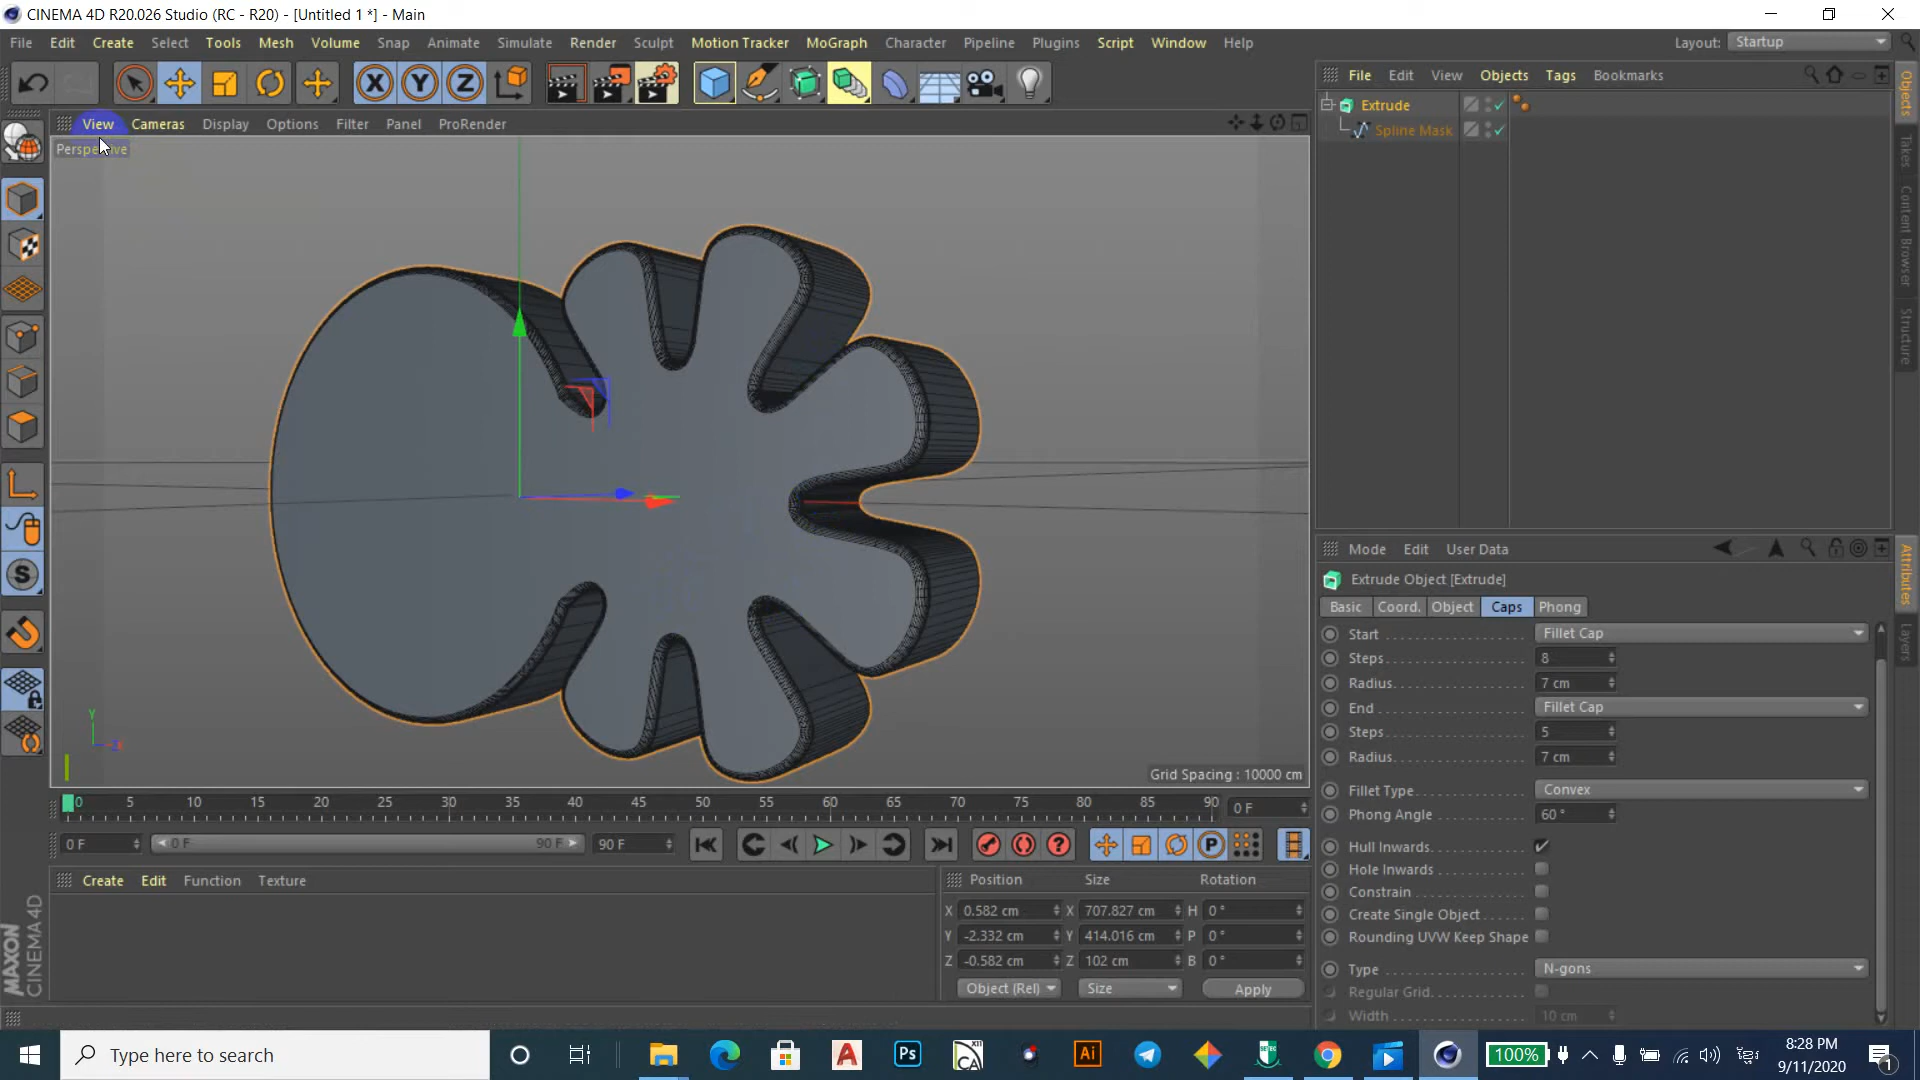 CINEMA 4D R20.026 Studio (RC - R20) - [Untitled 1 *] - Main
File Edit Create Select Tools Mesh Volume Snap Animate Simulate Render Sculpt Motion Tracker MoGraph Character Pipeline Plugins Script Window Help
Layout: Startup
File Edit View Objects Tags Bookmarks
View Cameras Display Options Filter Panel ProRender
Perspective
Extrude
Spline Mask
Objects
Takes
Content Browser
Structure
Attributes
Layers
Mode Edit User Data
Extrude Object [Extrude]
Basic Coord. Object Caps Phong
Start Fillet Cap
Steps 8
Radius 7 cm
End Fillet Cap
Steps 5
Radius 7 cm
Fillet Type Convex
Phong Angle 60 °
Hull Inwards
Hole Inwards
Constrain
Create Single Object
Rounding UVW Keep Shape
Type N-gons
Regular Grid
Width 10 cm
Y
Grid Spacing : 10000 cm
0 5 10 15 20 25 30 35 40 45 50 55 60 65 70 75 80 85 90 0 F
0 F 0 F 90 F 90 F
Create Edit Function Texture
Position Size Rotation
X 0.582 cm X 707.827 cm H 0 °
Y -2.332 cm Y 414.016 cm P 0 °
Z -0.582 cm Z 102 cm B 0 °
Object (Rel) Size Apply
MAXON
CINEMA 4D
Type here to search
100%
8:28 PM
9/11/2020
1